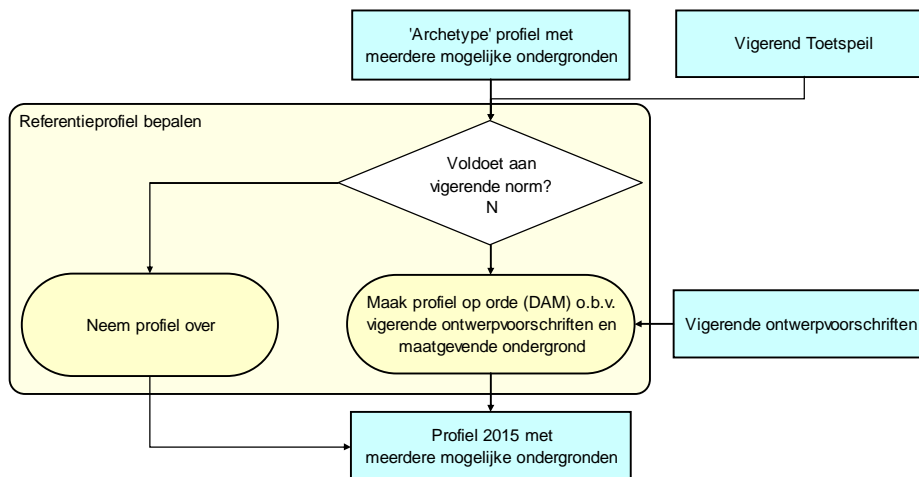 'Archetype' profiel met
meerdere mogelijke ondergronden
Vigerend Toetspeil
Referentieprofiel bepalen
Voldoet aan
vigerende norm?
N
Neem profiel over
Maak profiel op orde (DAM) o.b.v.
vigerende ontwerpvoorschriften en
maatgevende ondergrond
Vigerende ontwerpvoorschriften
Profiel 2015 met
meerdere mogelijke ondergronden